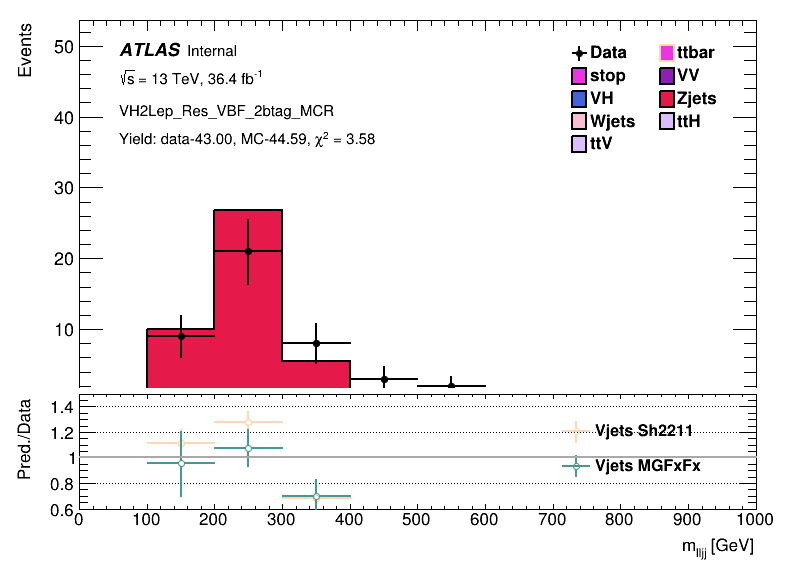 Events
50
40
30
20
10
ATLAS Internal
√s = 13 TeV, 36.4 fb-1
VH2Lep_Res_VBF_2btag_MCR
Yield: data-43.00, MC-44.59, χ2 = 3.58
Data ttbar
stop VV
VH Zjets
Wjets ttH
ttV
Pred./Data
1.4
1.2
1
0.8
0.6
Vjets Sh2211
Vjets MGFxFx
0 100 200 300 400 500 600 700 800 900 1000
mlljj [GeV]